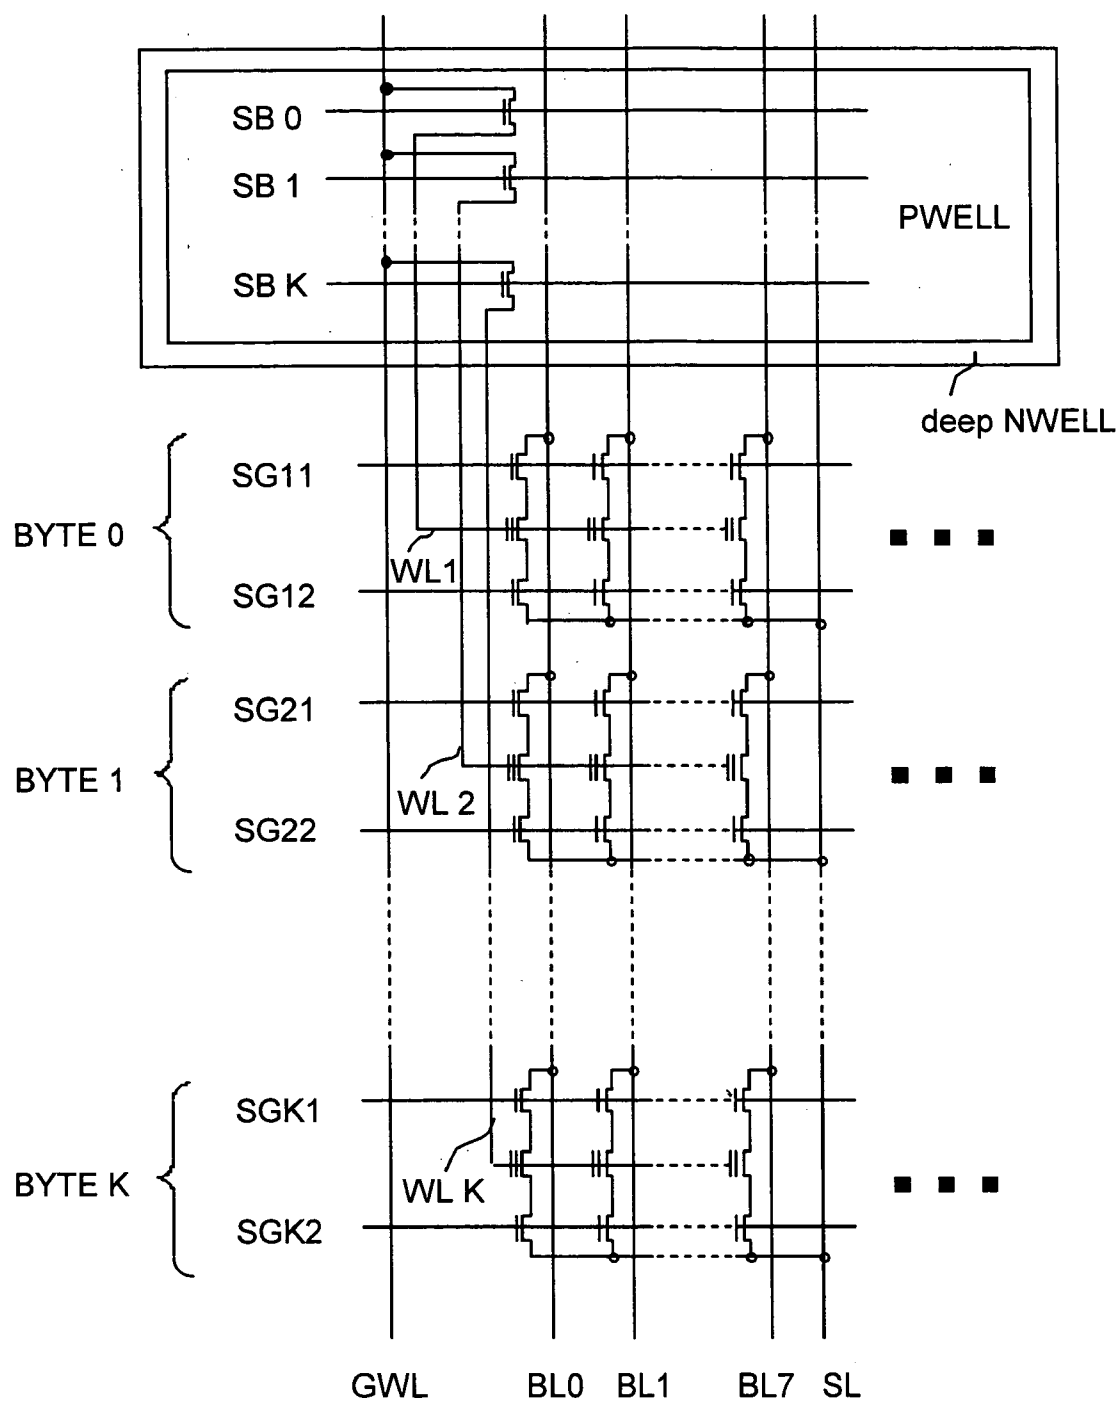 SB 0
SB 1
PWELL
SB K
deep NWELL
SG11
BYTE 0
WL1
SG12
SG21
BYTE 1
WL 2
SG22
SGK1
BYTE K
WL K
SGK2
GWL BL0 BL1 BL7 SL